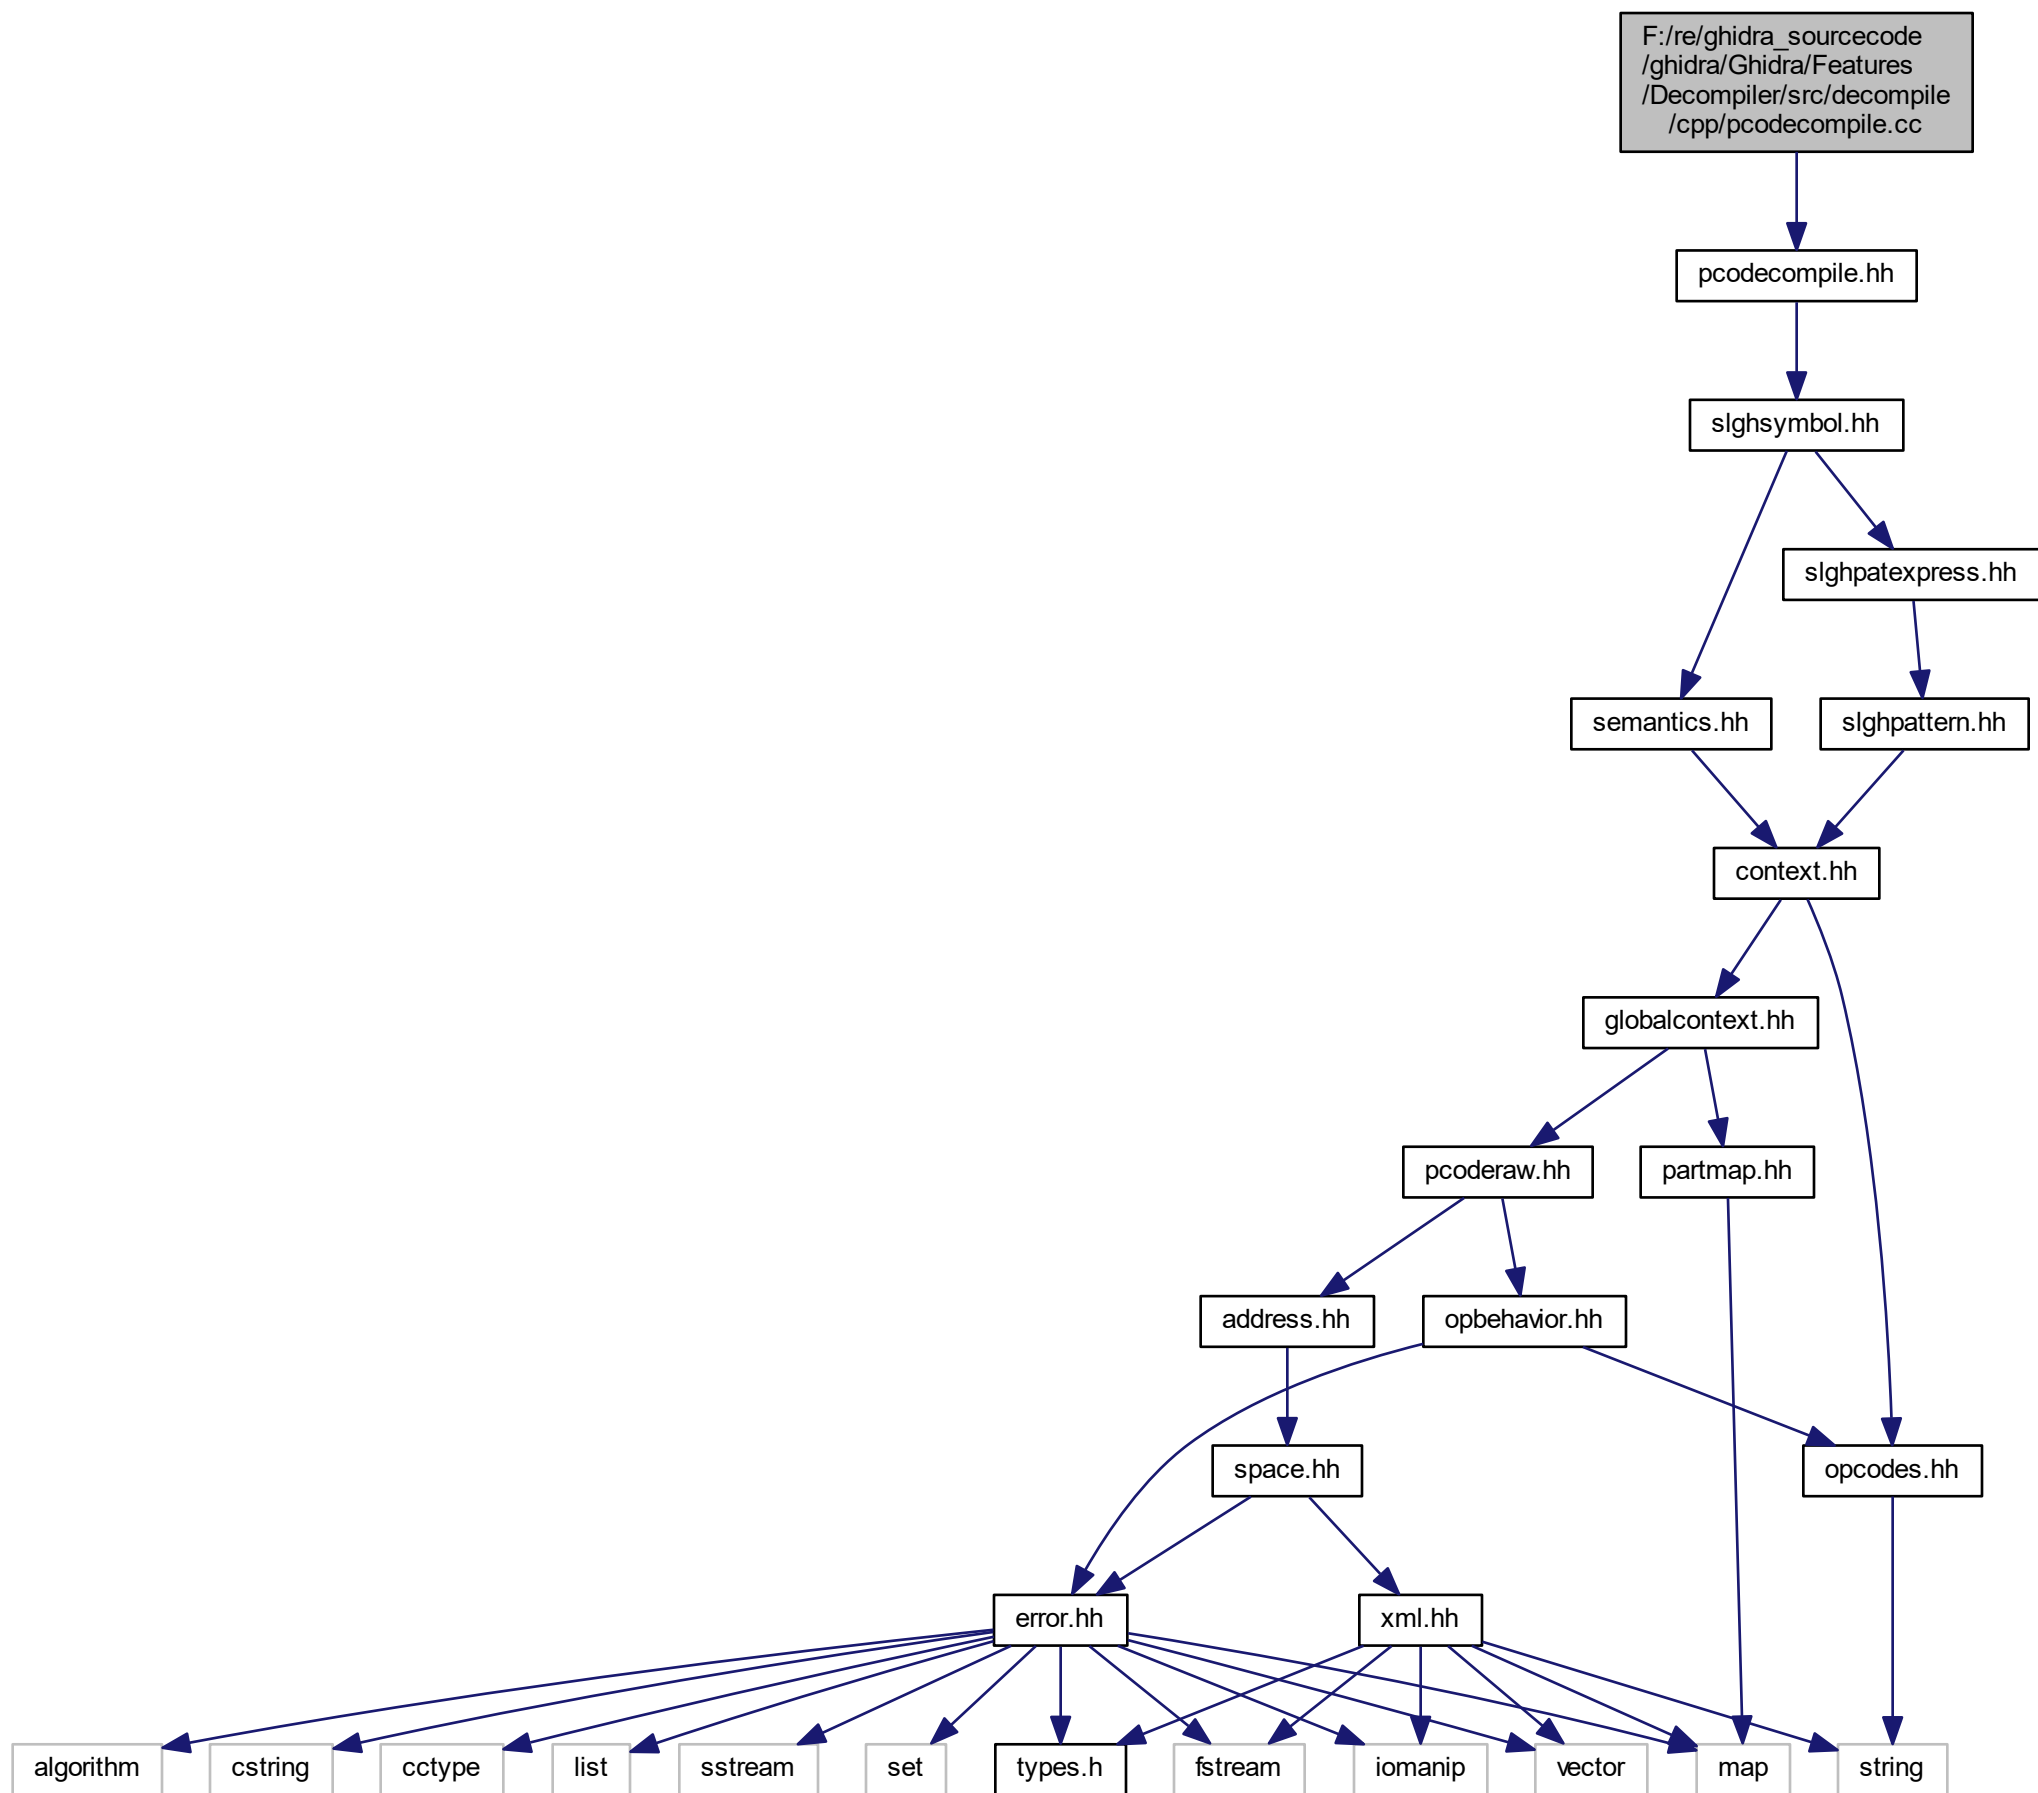 F:/re/ghidra_sourcecode
/ghidra/Ghidra/Features
/Decompiler/src/decompile
/cpp/pcodecompile.cc
pcodecompile.hh
slghsymbol.hh
slghpatexpress.hh
semantics.hh
slghpattern.hh
context.hh
globalcontext.hh
pcoderaw.hh
partmap.hh
address.hh
opbehavior.hh
space.hh
opcodes.hh
error.hh
xml.hh
algorithm
cstring
cctype
list
sstream
set
types.h
fstream
iomanip
vector
map
string